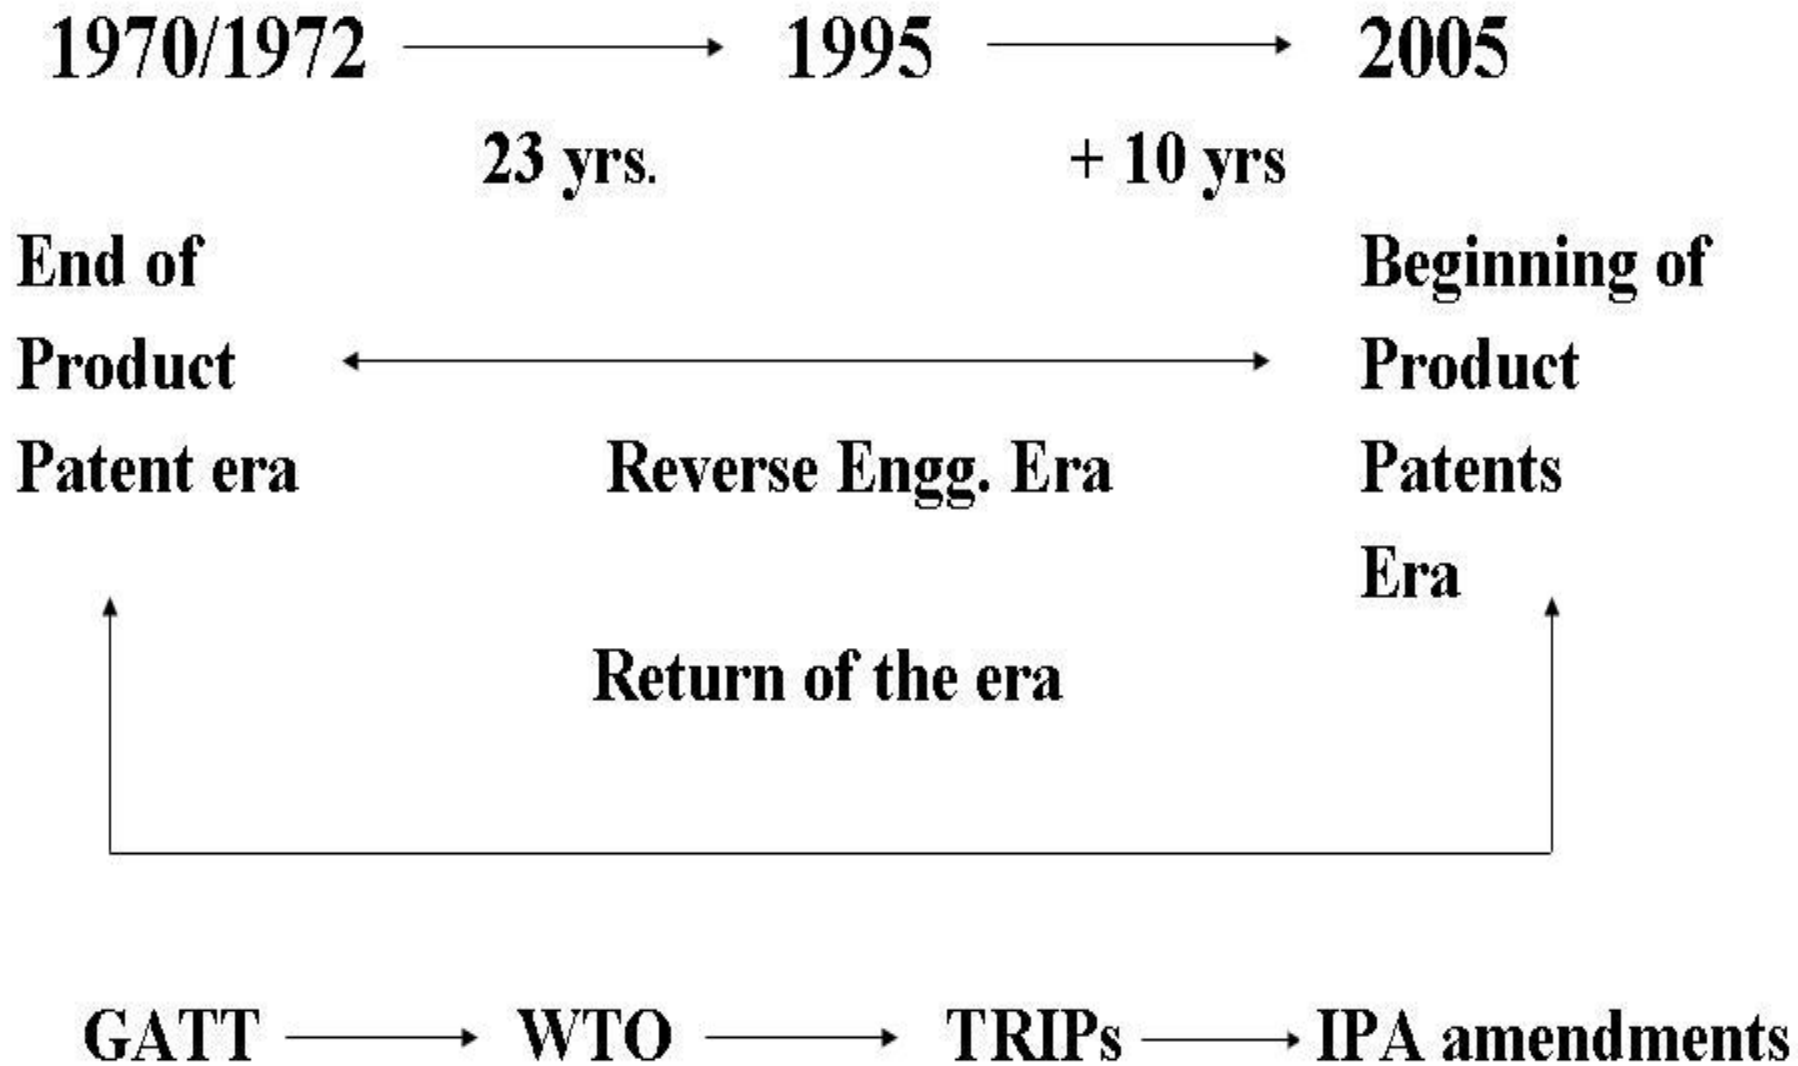 1970/1972 1995 2005
23 yrs. + 10 yrs
End of Beginning of
Product Product
Patent era Reverse Engg. Era Patents
Era
Return of the era
GATT WTO TRIPs IPA amendments